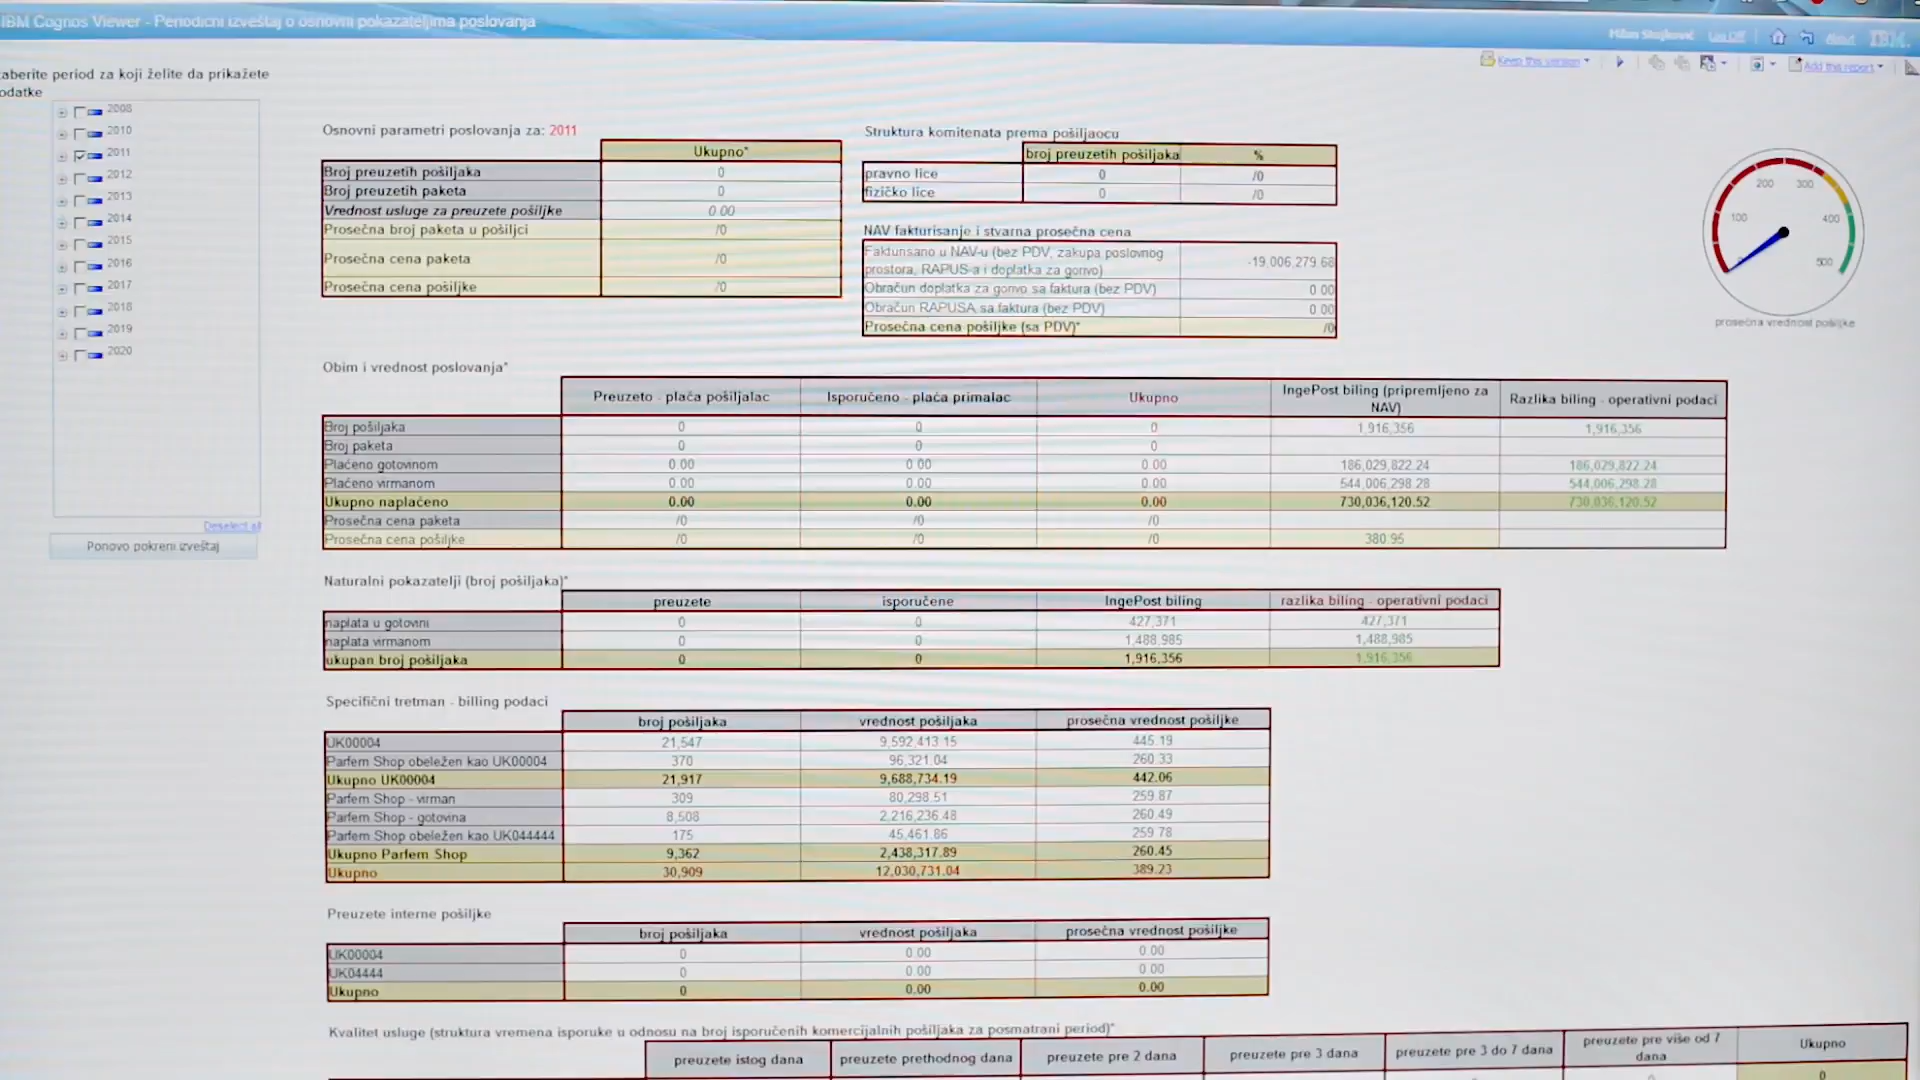 IBM Cognos Viewer - Periodicni izveštaj o osnovni pokazateljima poslovanja
Milan Stojković Log Off About IBM.
Keep this version Add this report
zaberite period za koji želite da prikažete
odatke
2008
2010
2011
2012
2013
2014
2015
2016
2017
2018
2019
2020
Deselect all
Ponovo pokreni izveštaj
Osnovni parametri poslovanja za: 2011
Ukupno*
Broj preuzetih pošiljaka 0
Broj preuzetih paketa 0
Vrednost usluge za preuzete pošiljke 0.00
Prosečna broj paketa u pošiljci /0
Prosečna cena paketa /0
Prosečna cena pošiljke /0
Struktura komitenata prema pošiljaocu
broj preuzetih pošiljaka %
pravno lice 0 /0
fizičko lice 0 /0
NAV fakturisanje i stvarna prosečna cena
Fakturisano u NAV-u (bez PDV, zakupa poslovnog
prostora, RAPUS-a i doplatka za gorivo) -19,006,279.68
Obračun doplatka za gorivo sa faktura (bez PDV) 0.00
Obračun RAPUSA sa faktura (bez PDV) 0.00
Prosečna cena pošiljke (sa PDV)* /0
0 100 200 300 400 500
prosečna vrednost pošiljke
Obim i vrednost poslovanja*
Preuzeto - plaća pošiljalac Isporučeno - plaća primalac Ukupno IngePost biling (pripremljeno za NAV) Razlika biling - operativni podaci
Broj pošiljaka 0 0 0 1,916,356 1,916,356
Broj paketa 0 0 0
Plaćeno gotovinom 0.00 0.00 0.00 186,029,822.24 186,029,822.24
Plaćeno virmanom 0.00 0.00 0.00 544,006,298.28 544,006,298.28
Ukupno naplaćeno 0.00 0.00 0.00 730,036,120.52 730,036,120.52
Prosečna cena paketa /0 /0 /0
Prosečna cena pošiljke /0 /0 /0 380.95
Naturalni pokazatelji (broj pošiljaka)*
preuzete isporučene IngePost biling razlika biling - operativni podaci
naplata u gotovini 0 0 427,371 427,371
naplata virmanom 0 0 1,488,985 1,488,985
ukupan broj pošiljaka 0 0 1,916,356 1,916,356
Specifični tretman - billing podaci
broj pošiljaka vrednost pošiljaka prosečna vrednost pošiljke
UK00004 21,547 9,592,413.15 445.19
Parfem Shop obeležen kao UK00004 370 96,321.04 260.33
Ukupno UK00004 21,917 9,688,734.19 442.06
Parfem Shop - virman 309 80,298.51 259.87
Parfem Shop - gotovina 8,508 2,216,236.48 260.49
Parfem Shop obeležen kao UK044444 175 45,461.86 259.78
Ukupno Parfem Shop 9,362 2,438,317.89 260.45
Ukupno 30,909 12,030,731.04 389.23
Preuzete interne pošiljke
broj pošiljaka vrednost pošiljaka prosečna vrednost pošiljke
UK00004 0 0.00 0.00
UK04444 0 0.00 0.00
Ukupno 0 0.00 0.00
Kvalitet usluge (struktura vremena isporuke u odnosu na broj isporučenih komercijalnih pošiljaka za posmatrani period)*
preuzete istog dana preuzete prethodnog dana preuzete pre 2 dana preuzete pre 3 dana preuzete pre 3 do 7 dana preuzete pre više od 7 dana Ukupno
0